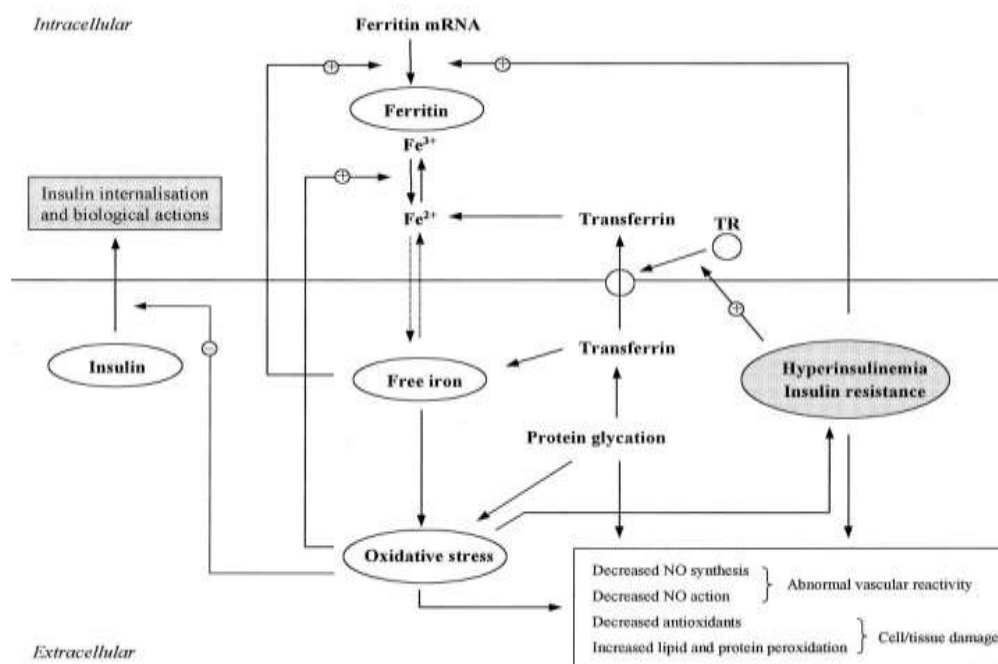 Intracellular
Ferritin mRNA
+
+
Ferritin
Fe3+
+
Insulin internalisation
and biological actions
Fe2+
Transferrin
TR
+
−
Insulin
Free iron
Transferrin
Hyperinsulinemia
Insulin resistance
Protein glycation
Oxidative stress
Decreased NO synthesis
Decreased NO action
Abnormal vascular reactivity
Decreased antioxidants
Increased lipid and protein peroxidation
Cell/tissue damage
Extracellular